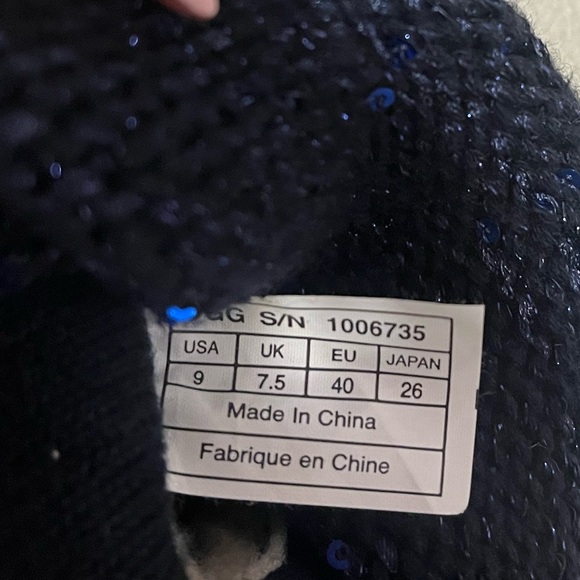 GG S/N 1006735
USA UK EU JAPAN
9 7.5 40 26
Made In China
Fabrique en Chine